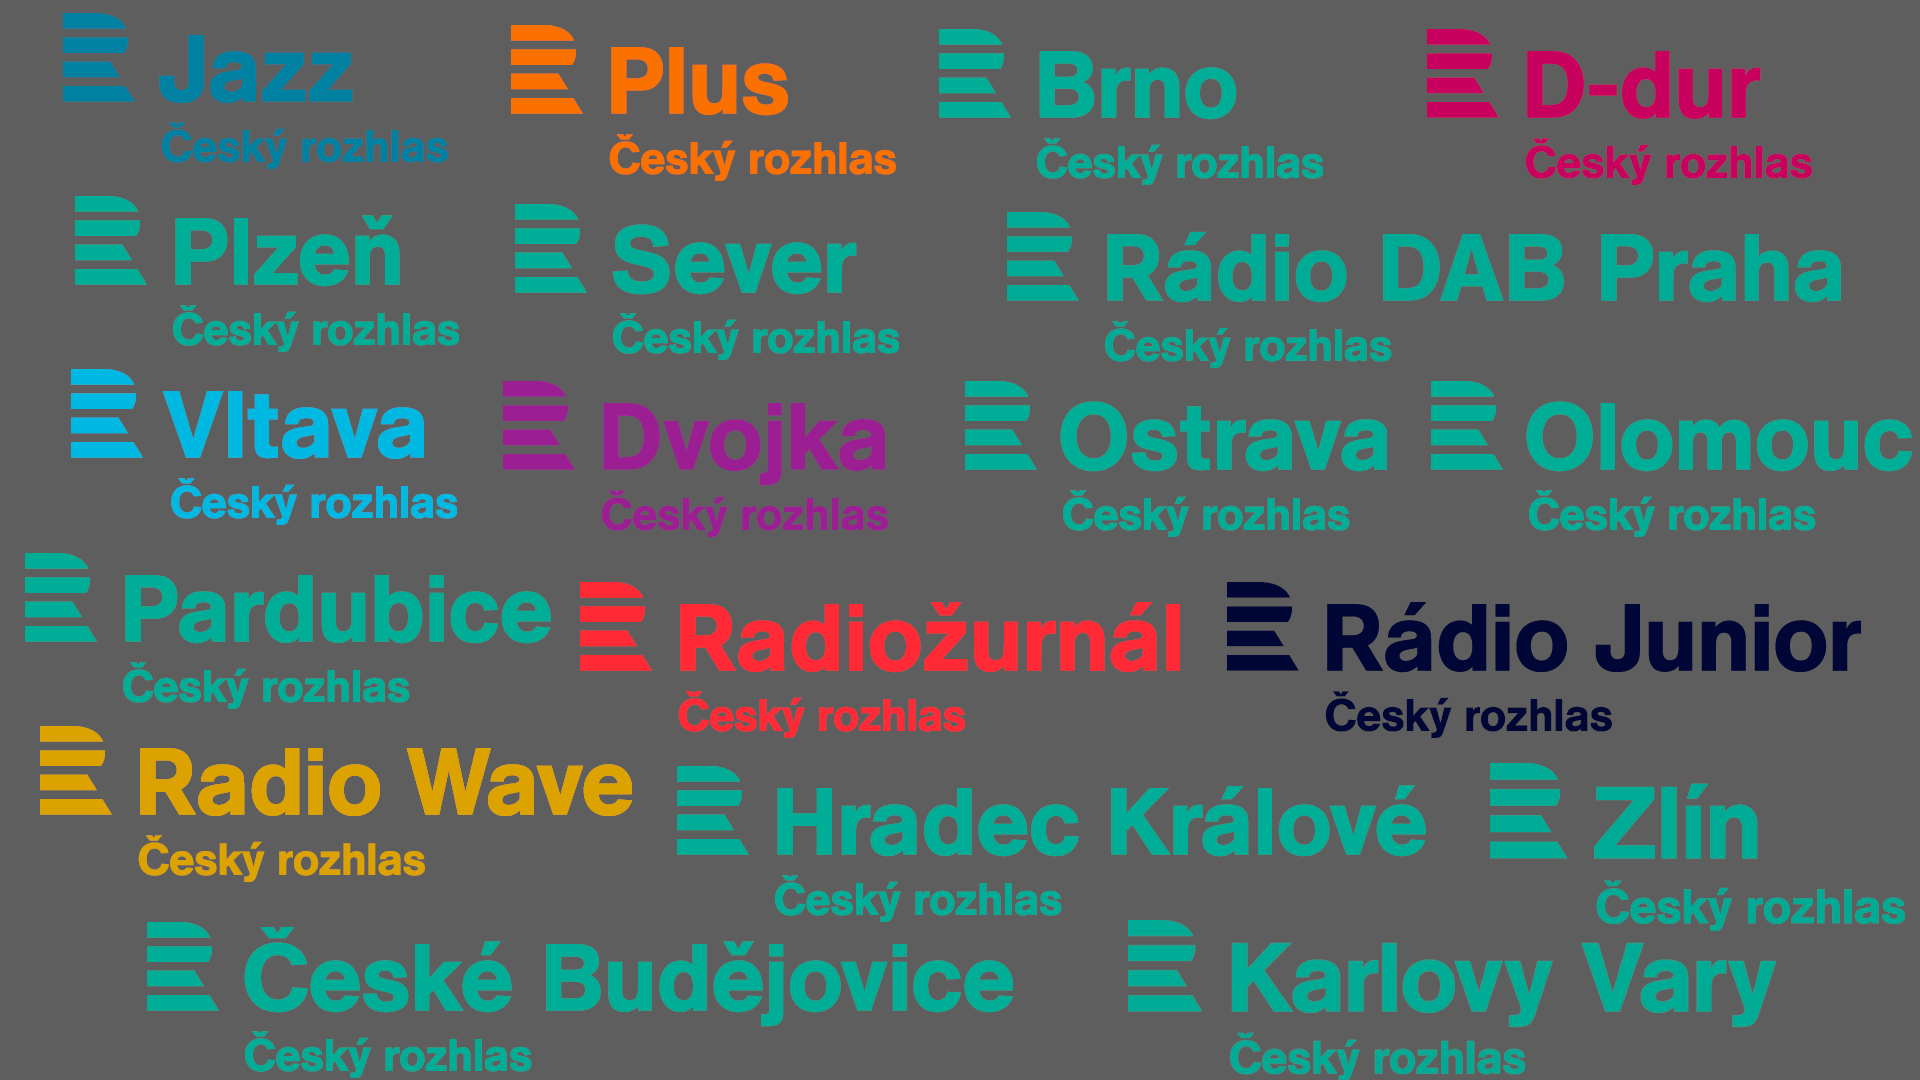 Jazz
Český rozhlas
Plus
Český rozhlas
Brno
Český rozhlas
D-dur
Český rozhlas
Plzeň
Český rozhlas
Sever
Český rozhlas
Rádio DAB Praha
Český rozhlas
Vltava
Český rozhlas
Dvojka
Český rozhlas
Ostrava
Český rozhlas
Olomouc
Český rozhlas
Pardubice
Český rozhlas
Radiožurnál
Český rozhlas
Rádio Junior
Český rozhlas
Radio Wave
Český rozhlas
Hradec Králové
Český rozhlas
Zlín
Český rozhlas
České Budějovice
Český rozhlas
Karlovy Vary
Český rozhlas